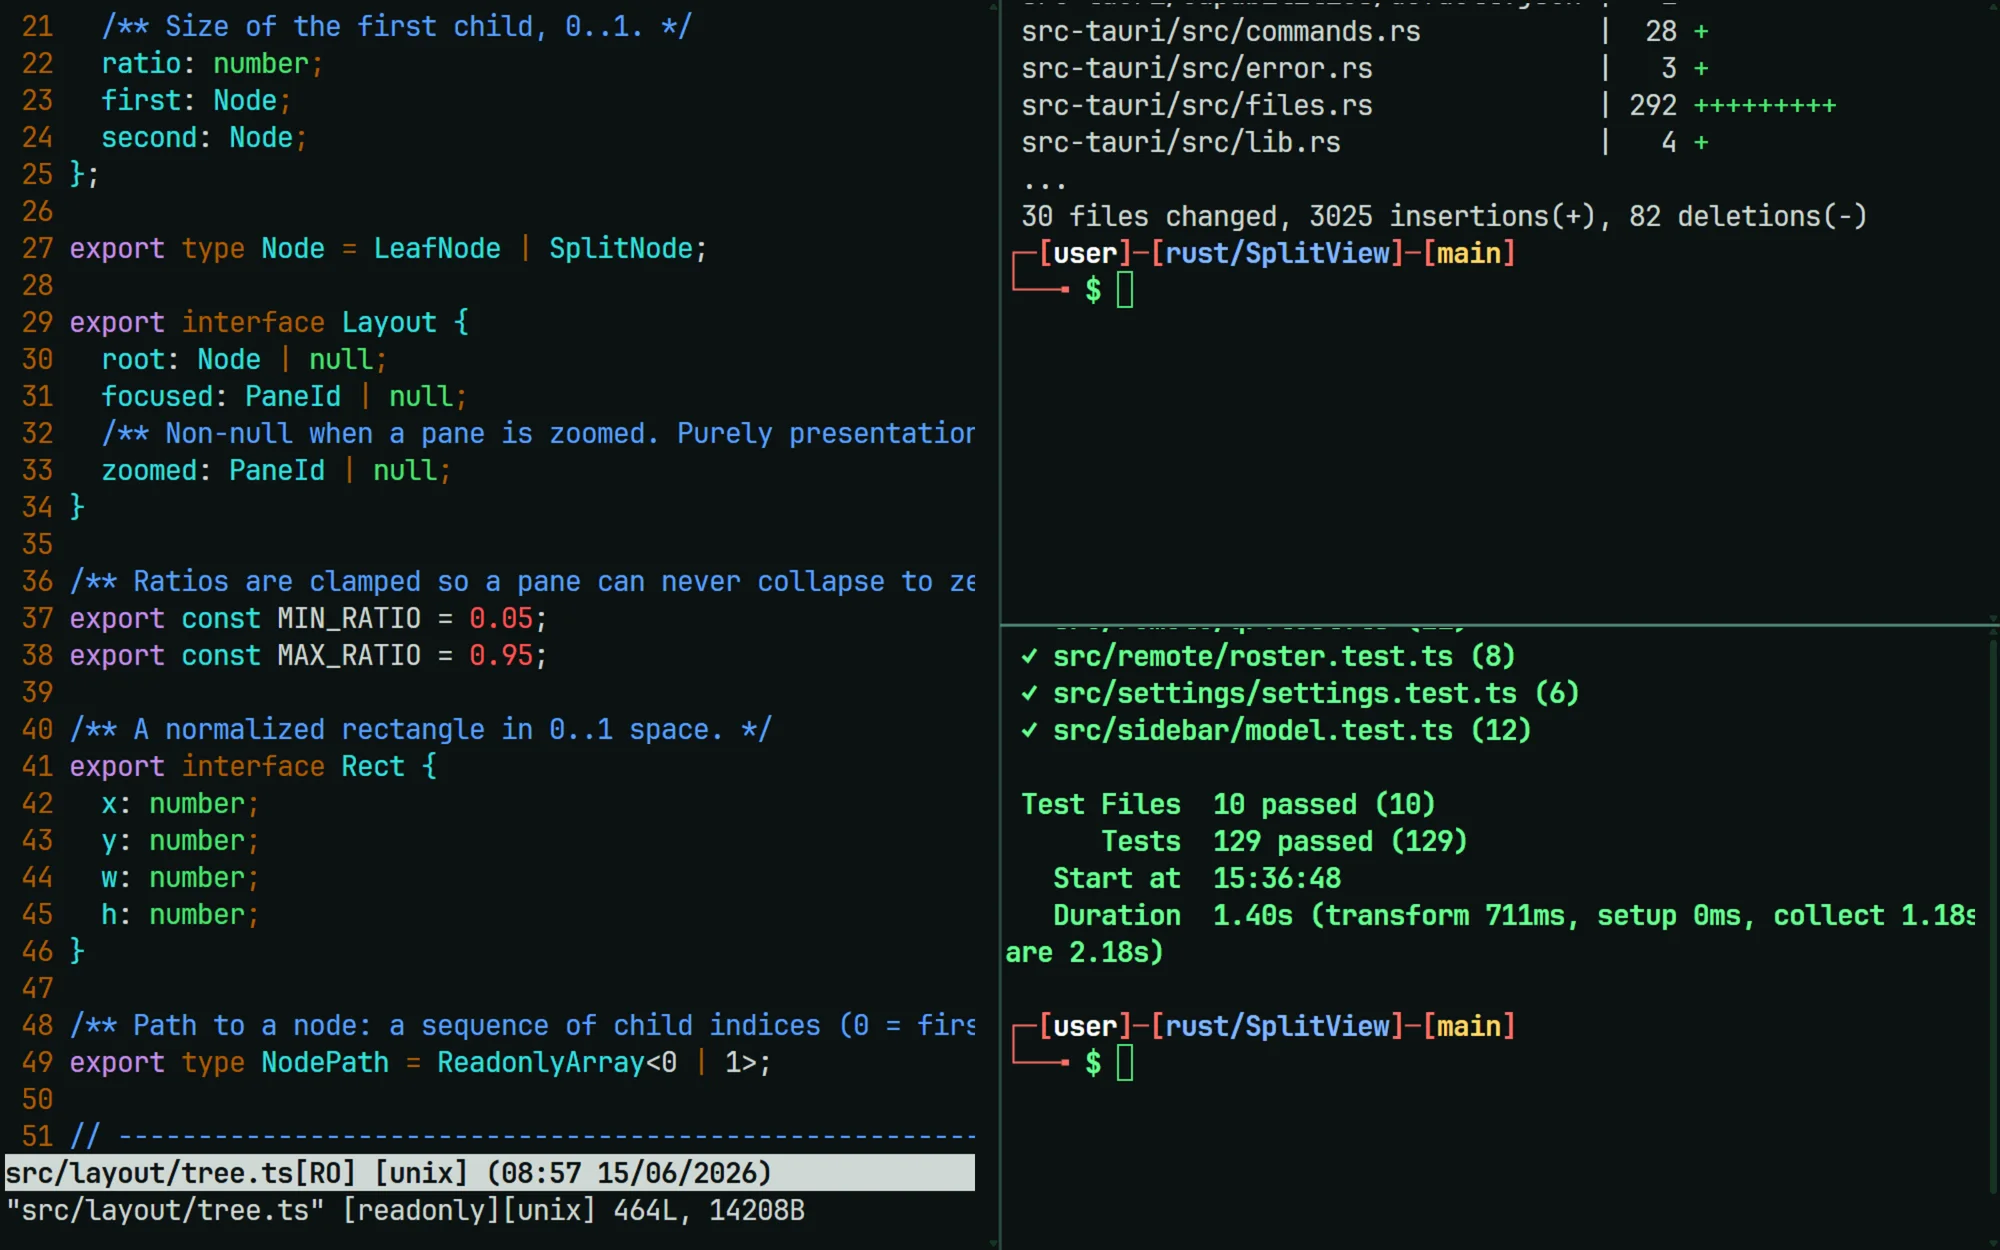 21   /** Size of the first child, 0..1. */
22   ratio: number;
23   first: Node;
24   second: Node;
25 };
26
27 export type Node = LeafNode | SplitNode;
28
29 export interface Layout {
30   root: Node | null;
31   focused: PaneId | null;
32   /** Non-null when a pane is zoomed. Purely presentation
33   zoomed: PaneId | null;
34 }
35
36 /** Ratios are clamped so a pane can never collapse to ze
37 export const MIN_RATIO = 0.05;
38 export const MAX_RATIO = 0.95;
39
40 /** A normalized rectangle in 0..1 space. */
41 export interface Rect {
42   x: number;
43   y: number;
44   w: number;
45   h: number;
46 }
47
48 /** Path to a node: a sequence of child indices (0 = firs
49 export type NodePath = ReadonlyArray<0 | 1>;
50
51 // ------------------------------------------------------
src/layout/tree.ts[RO] [unix] (08:57 15/06/2026)
"src/layout/tree.ts" [readonly][unix] 464L, 14208B
src-tauri/src/commands.rs           |  28 +
src-tauri/src/error.rs              |   3 +
src-tauri/src/files.rs              | 292 +++++++++
src-tauri/src/lib.rs                |   4 +
...
30 files changed, 3025 insertions(+), 82 deletions(-)
┌─[user]─[rust/SplitView]─[main]
└──╼ $
✓ src/remote/roster.test.ts (8)
✓ src/settings/settings.test.ts (6)
✓ src/sidebar/model.test.ts (12)
Test Files  10 passed (10)
Tests  129 passed (129)
Start at  15:36:48
Duration  1.40s (transform 711ms, setup 0ms, collect 1.18s
are 2.18s)
┌─[user]─[rust/SplitView]─[main]
└──╼ $